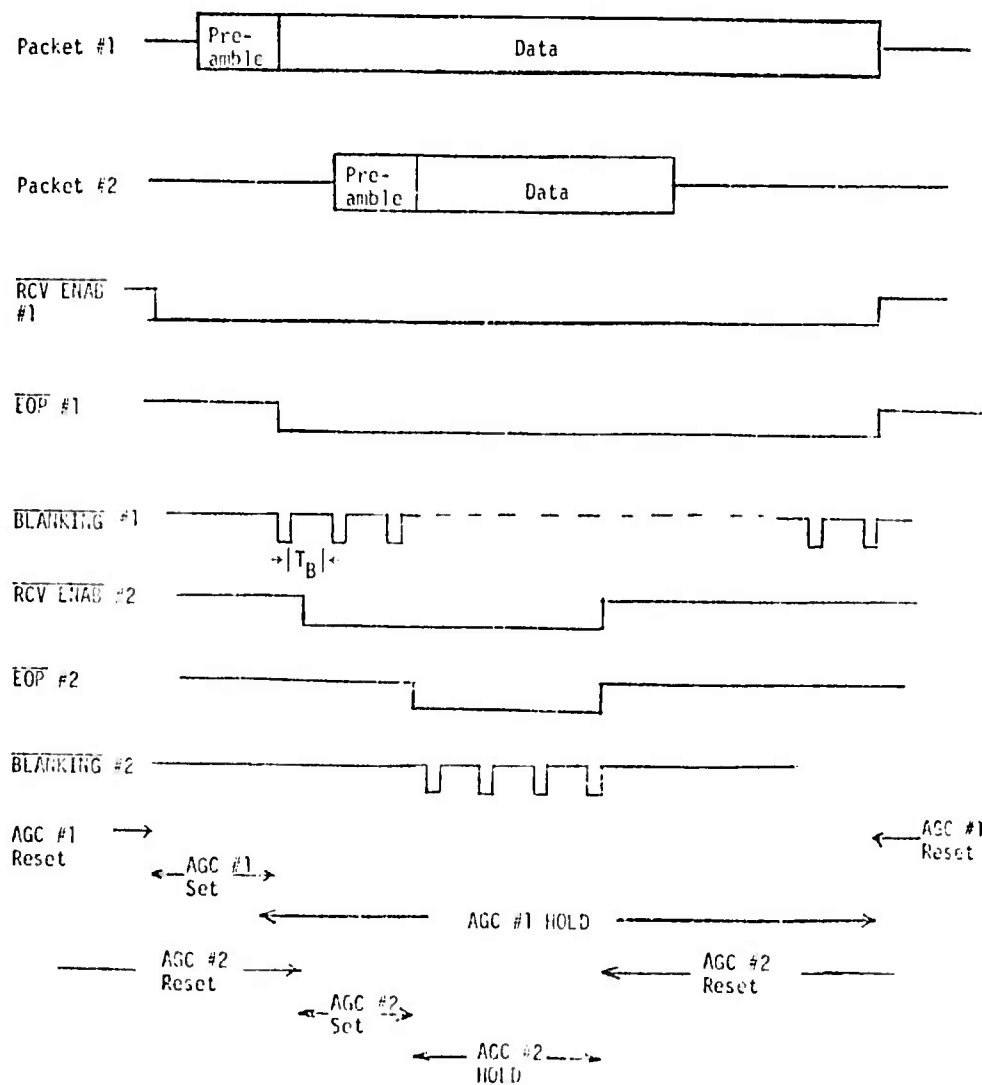 Packet #1
Pre-
amble
Data
Packet #2
Pre-
amble
Data
RCV ENAB
#1
EOP #1
BLANKING #1
T_B
RCV ENAB #2
EOP #2
BLANKING #2
AGC #1
Reset
AGC #1
Reset
AGC #1
Set
AGC #1 HOLD
AGC #2
Reset
AGC #2
Reset
AGC #2
Set
AGC #2
HOLD